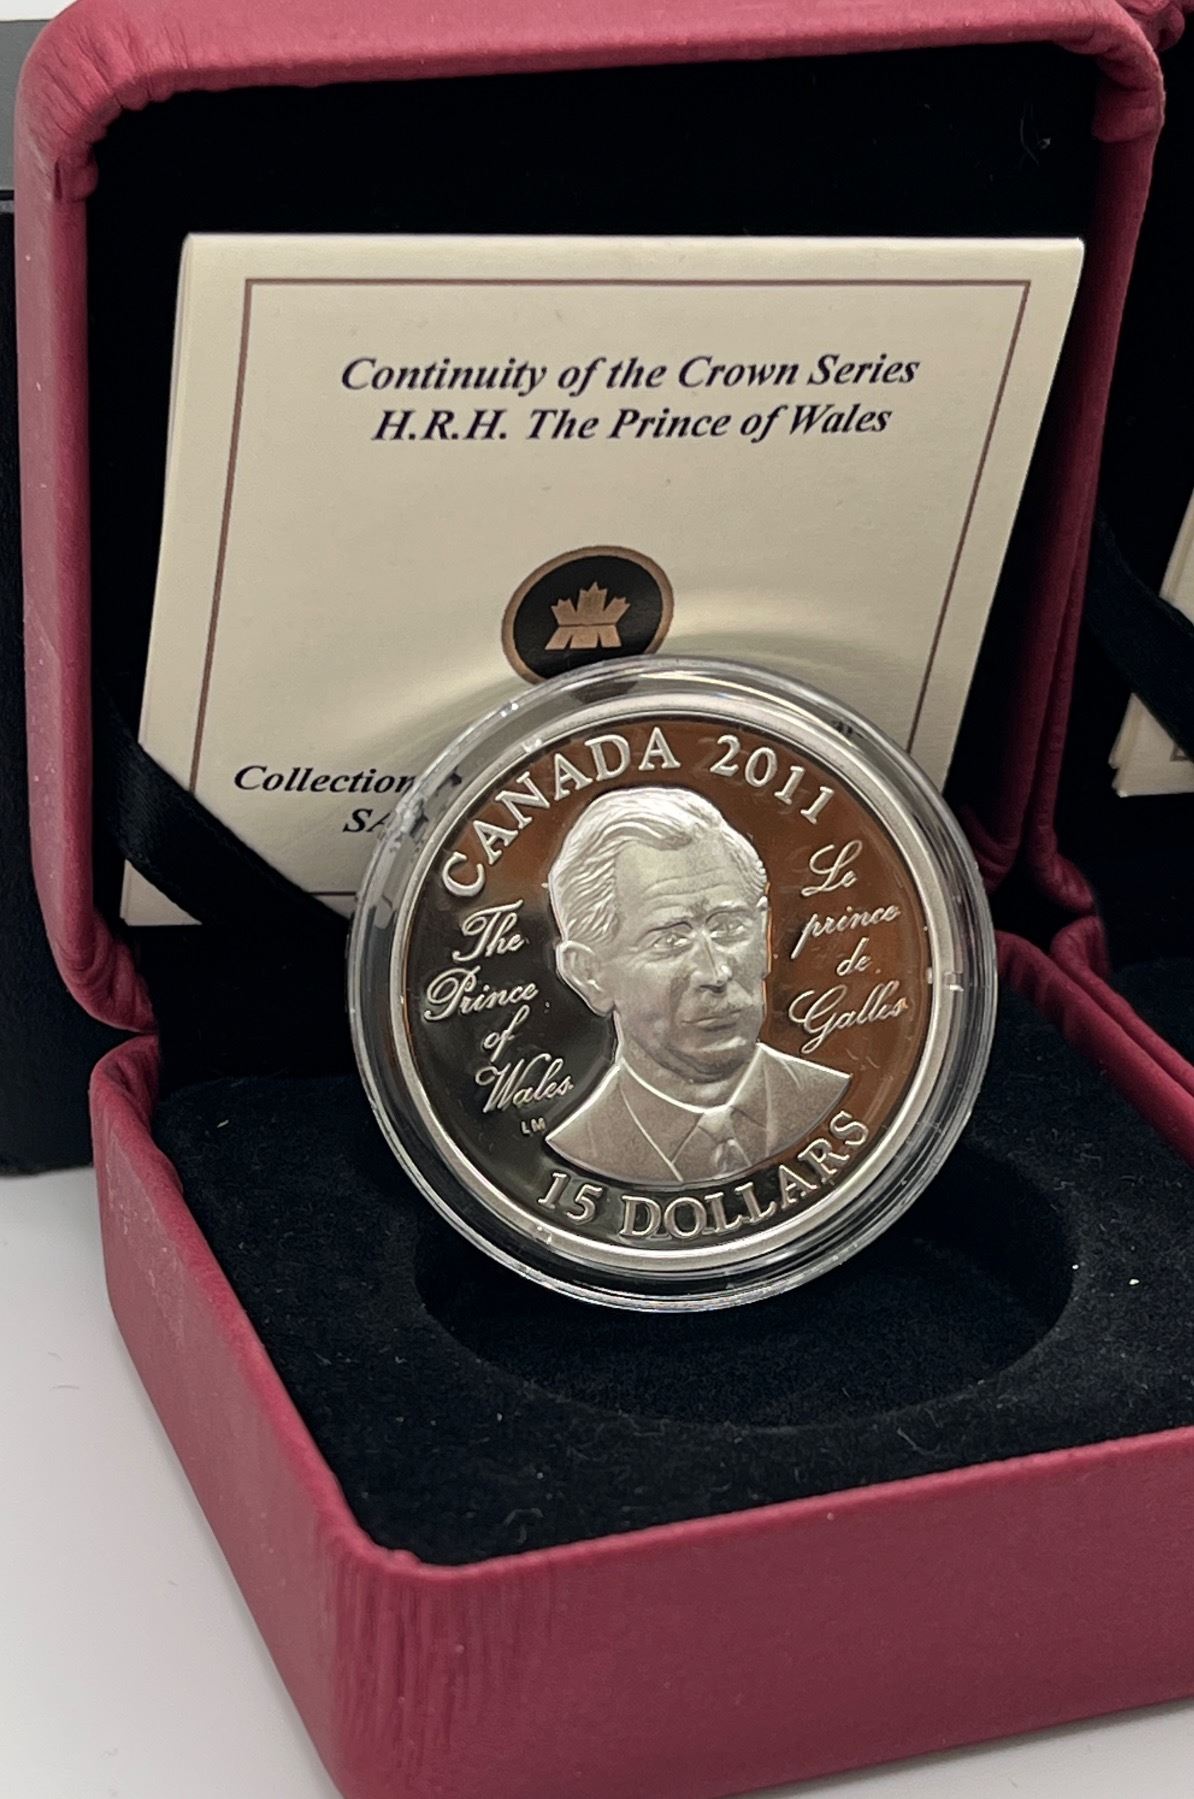 Continuity of the Crown Series
H.R.H. The Prince of Wales
Collection
CANADA 2011
The
Prince
of
Wales
LM
Le
prince
de
Galles
15 DOLLARS